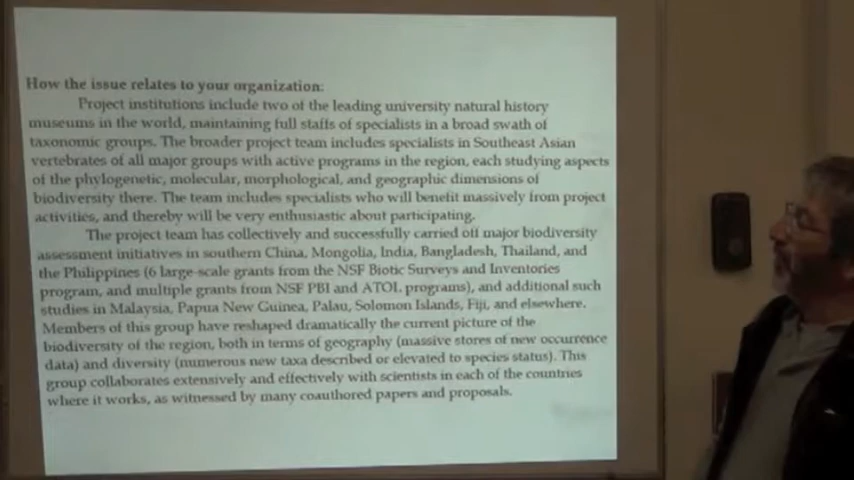 How the issue relates to your organization:
Project institutions include two of the leading university natural history
museums in the world, maintaining full staffs of specialists in a broad swath of
taxonomic groups. The broader project team includes specialists in Southeast Asian
vertebrates of all major groups with active programs in the region, each studying aspects
of the phylogenetic, molecular, morphological, and geographic dimensions of
biodiversity there. The team includes specialists who will benefit massively from project
activities, and thereby will be very enthusiastic about participating.
The project team has collectively and successfully carried off major biodiversity
assessment initiatives in southern China, Mongolia, India, Bangladesh, Thailand, and
the Philippines (6 large-scale grants from the NSF Biotic Surveys and Inventories
program, and multiple grants from NSF PBI and ATOL programs), and additional such
studies in Malaysia, Papua New Guinea, Palau, Solomon Islands, Fiji, and elsewhere.
Members of this group have reshaped dramatically the current picture of the
biodiversity of the region, both in terms of geography (massive stores of new occurrence
data) and diversity (numerous new taxa described or elevated to species status). This
group collaborates extensively and effectively with scientists in each of the countries
where it works, as witnessed by many coauthored papers and proposals.